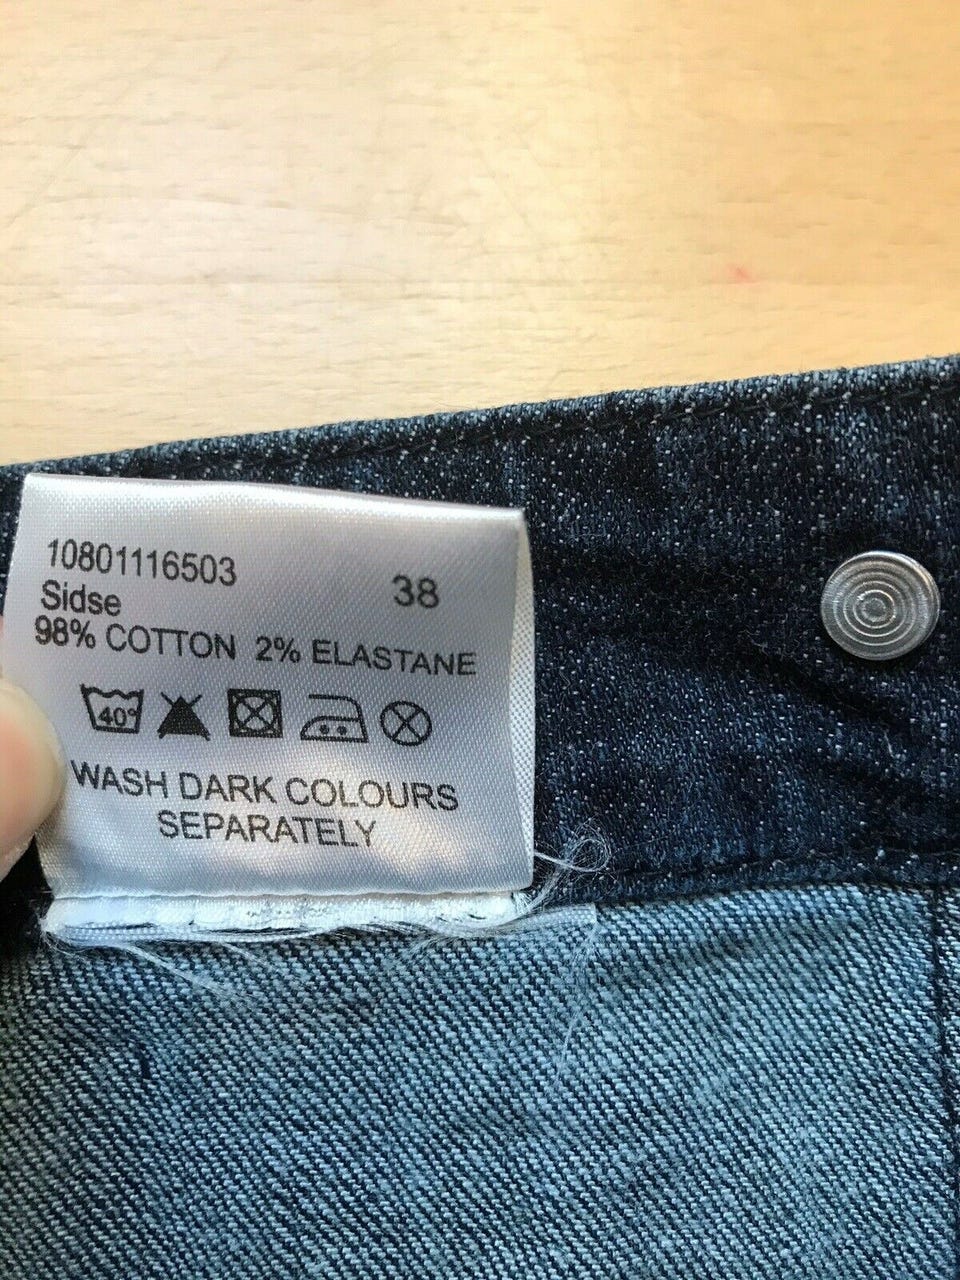 10801116503
38
Sidse
98% COTTON 2% ELASTANE
40°
WASH DARK COLOURS
SEPARATELY